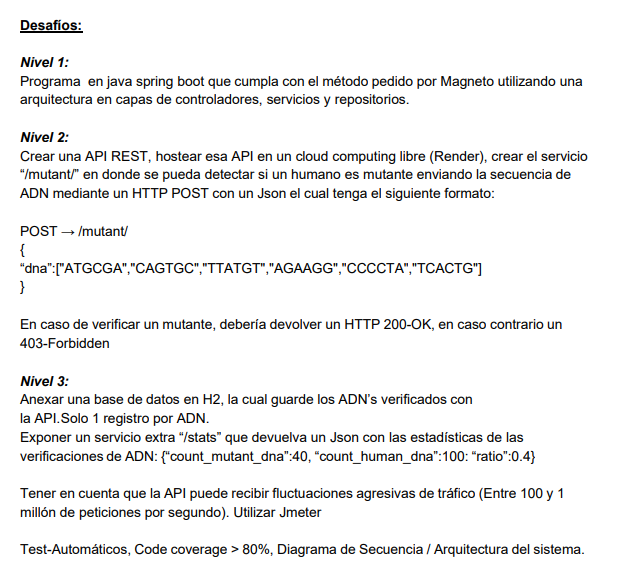 Desafíos:
Nivel 1:
Programa  en java spring boot que cumpla con el método pedido por Magneto utilizando una
arquitectura en capas de controladores, servicios y repositorios.
Nivel 2:
Crear una API REST, hostear esa API en un cloud computing libre (Render), crear el servicio
“/mutant/” en donde se pueda detectar si un humano es mutante enviando la secuencia de
ADN mediante un HTTP POST con un Json el cual tenga el siguiente formato:
POST → /mutant/
{
“dna”:["ATGCGA","CAGTGC","TTATGT","AGAAGG","CCCCTA","TCACTG"]
}
En caso de verificar un mutante, debería devolver un HTTP 200-OK, en caso contrario un
403-Forbidden
Nivel 3:
Anexar una base de datos en H2, la cual guarde los ADN’s verificados con
la API.Solo 1 registro por ADN.
Exponer un servicio extra “/stats” que devuelva un Json con las estadísticas de las
verificaciones de ADN: {“count_mutant_dna”:40, “count_human_dna”:100: “ratio”:0.4}
Tener en cuenta que la API puede recibir fluctuaciones agresivas de tráfico (Entre 100 y 1
millón de peticiones por segundo). Utilizar Jmeter
Test-Automáticos, Code coverage > 80%, Diagrama de Secuencia / Arquitectura del sistema.